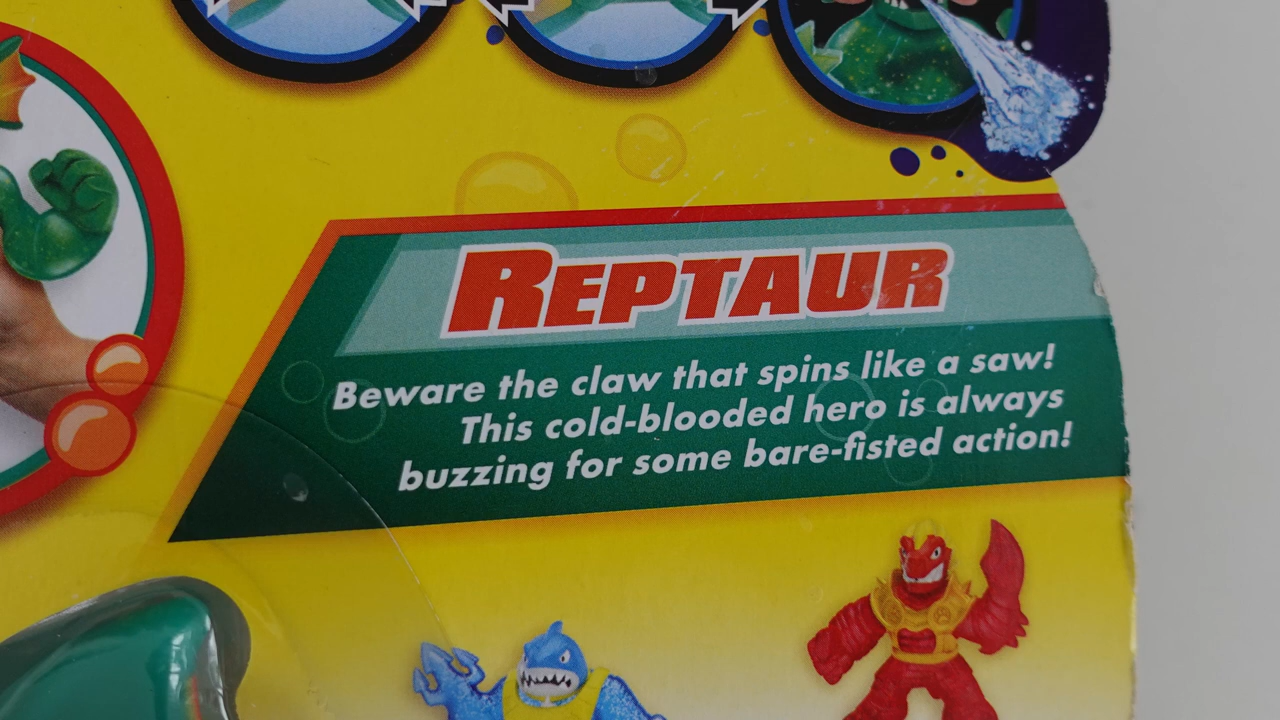 REPTAUR
Beware the claw that spins like a saw!
This cold-blooded hero is always
buzzing for some bare-fisted action!